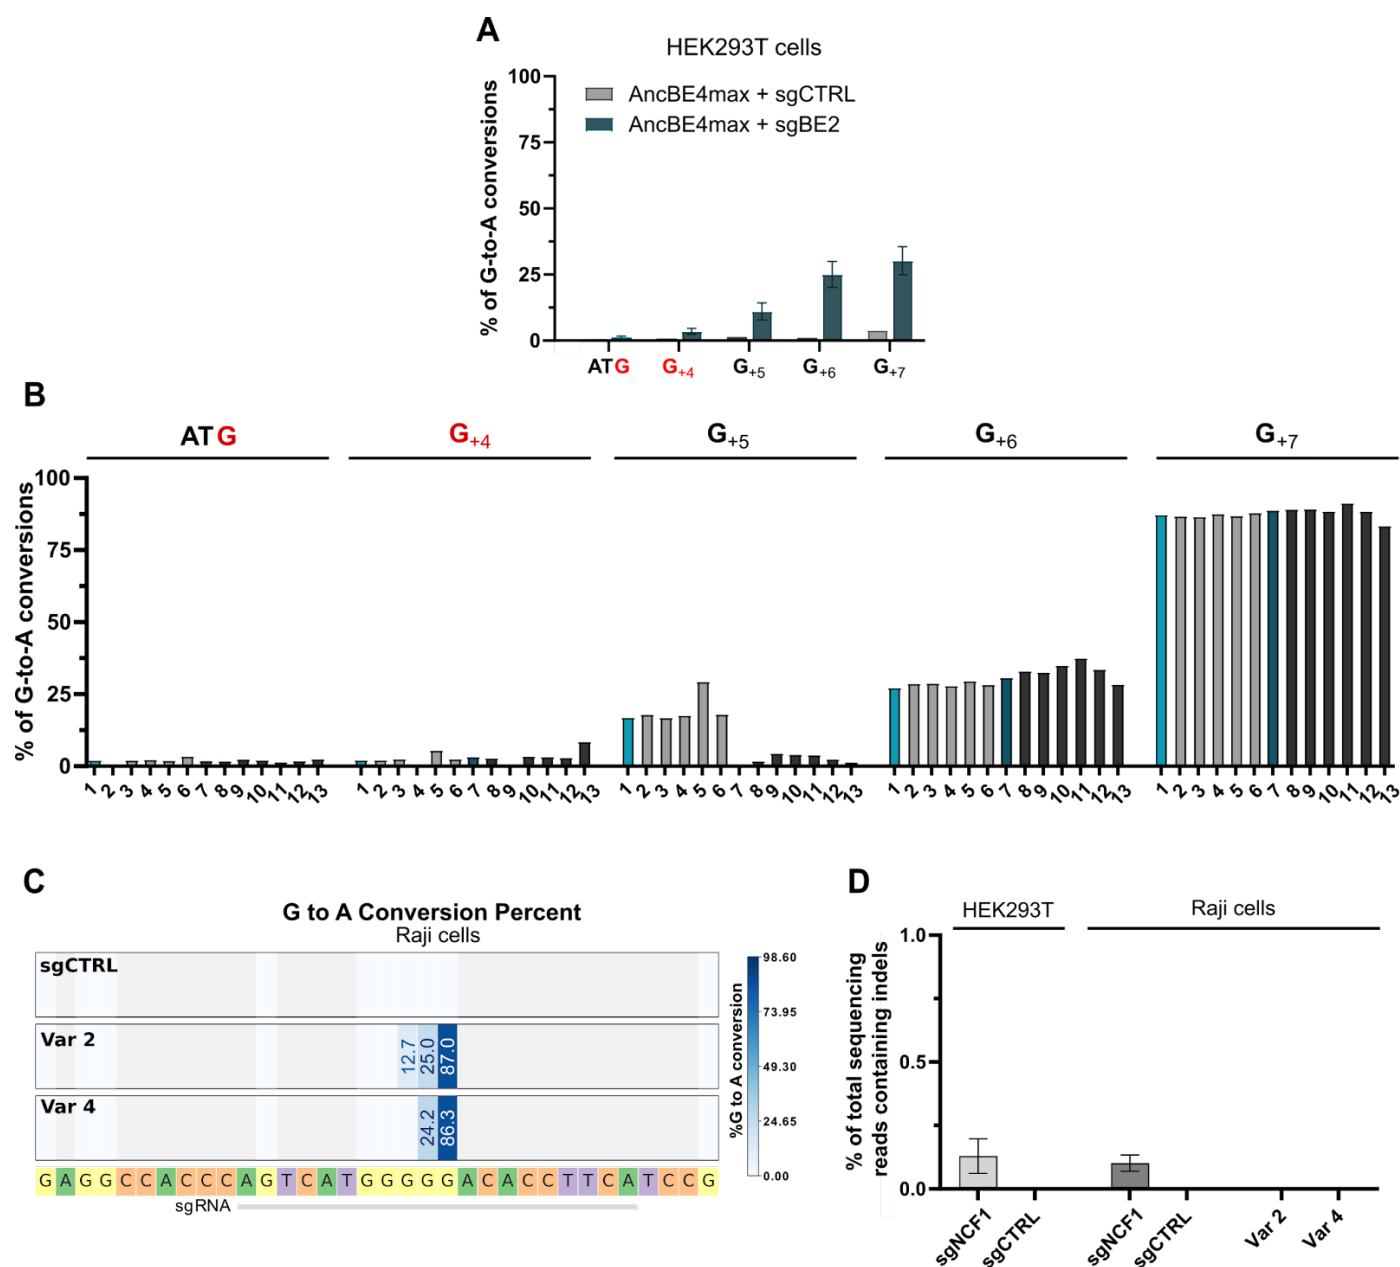 A
HEK293T cells
% of G-to-A conversions
100
75
50
25
0
AncBE4max + sgCTRL
AncBE4max + sgBE2
ATG
G+4
G+5
G+6
G+7
B
ATG
G+4
G+5
G+6
G+7
% of G-to-A conversions
100
75
50
25
0
1 2 3 4 5 6 7 8 9 10 11 12 13
1 2 3 4 5 6 7 8 9 10 11 12 13
1 2 3 4 5 6 7 8 9 10 11 12 13
1 2 3 4 5 6 7 8 9 10 11 12 13
1 2 3 4 5 6 7 8 9 10 11 12 13
C
G to A Conversion Percent
Raji cells
sgCTRL
Var 2
12.7
25.0
87.0
Var 4
24.2
86.3
G A G G C C A C C C A G T C A T G G G G G A C A C C T T C A T C C G
sgRNA
%G to A conversion
98.60
73.95
49.30
24.65
0.00
D
HEK293T
Raji cells
% of total sequencing
reads containing indels
1.0
0.5
0.0
sgNCF1
sgCTRL
sgNCF1
sgCTRL
Var 2
Var 4